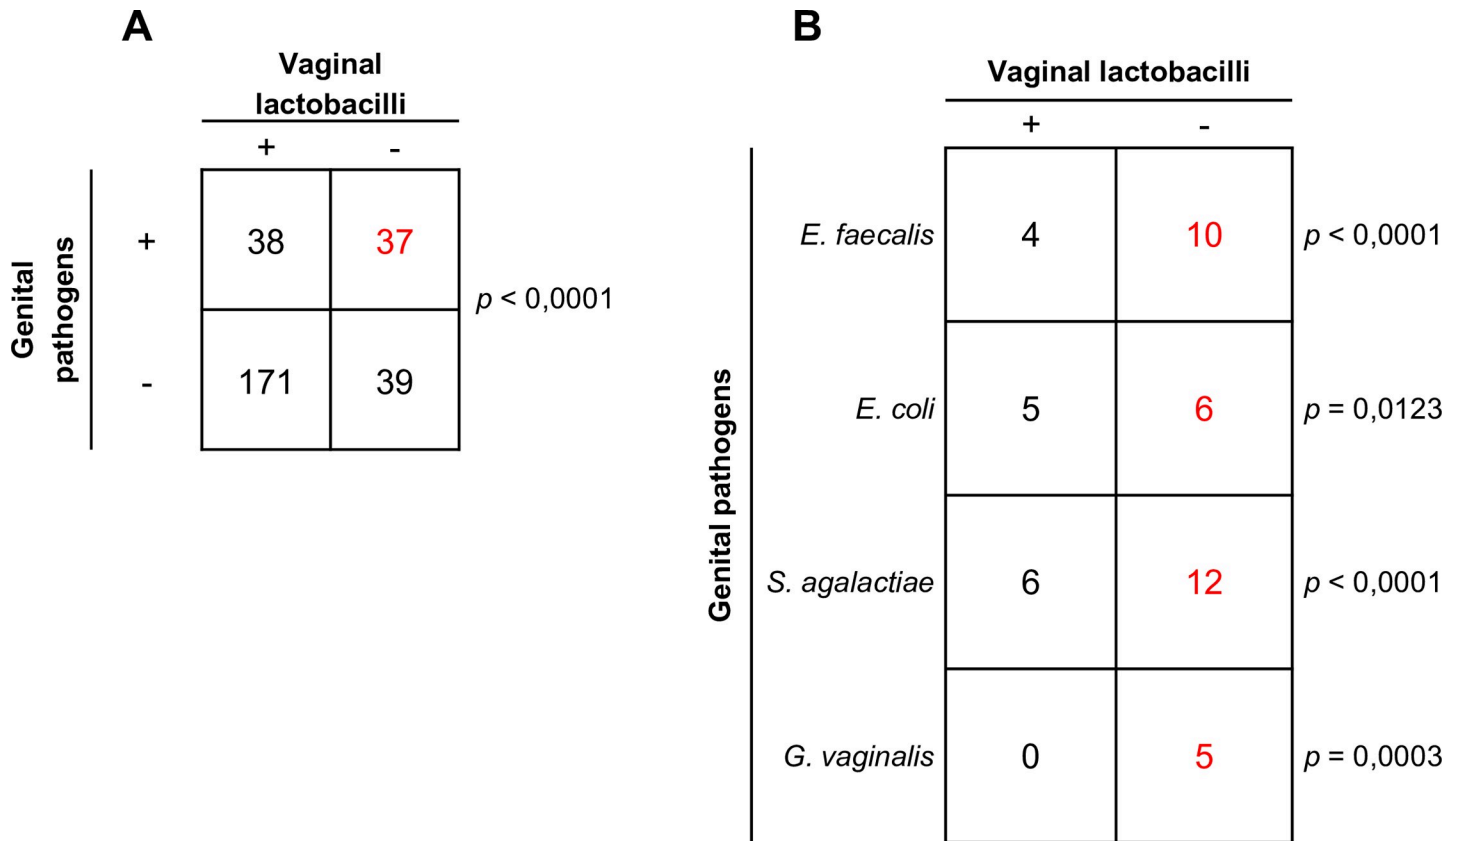 A
Vaginal
lactobacilli
+ -
Genital
pathogens
+ 38 37
p < 0,0001
- 171 39
B
Vaginal lactobacilli
+ -
Genital pathogens
E. faecalis 4 10 p < 0,0001
E. coli 5 6 p = 0,0123
S. agalactiae 6 12 p < 0,0001
G. vaginalis 0 5 p = 0,0003